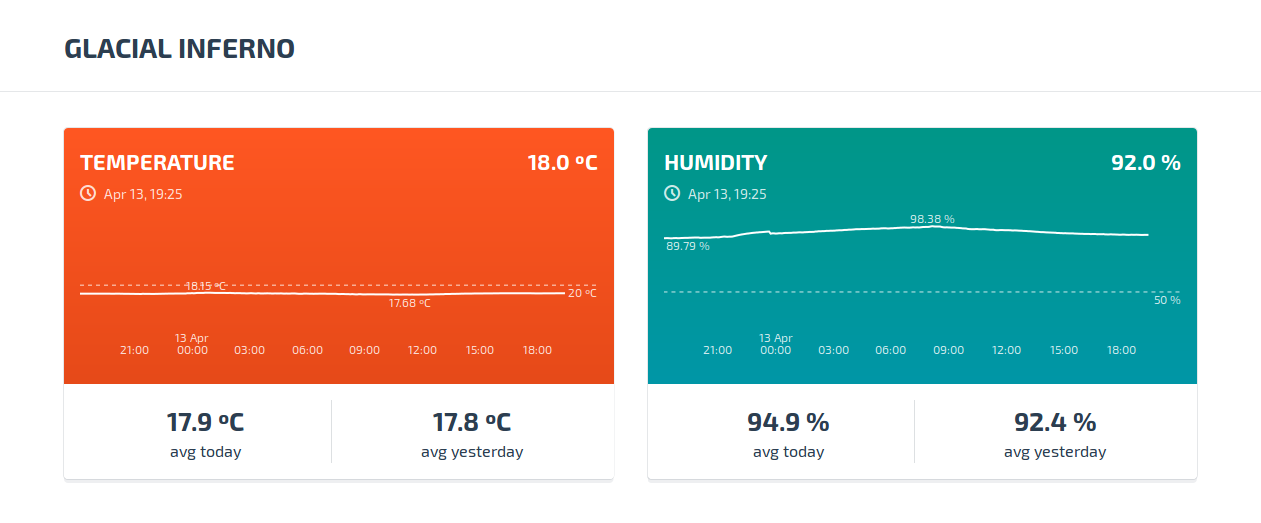 GLACIAL INFERNO
TEMPERATURE 18.0 ºC
Apr 13, 19:25
18.15 ºC
20 ºC
17.68 ºC
13 Apr
21:00 00:00 03:00 06:00 09:00 12:00 15:00 18:00
17.9 ºC 17.8 ºC
avg today avg yesterday
HUMIDITY 92.0 %
Apr 13, 19:25
98.38 %
89.79 %
50 %
13 Apr
21:00 00:00 03:00 06:00 09:00 12:00 15:00 18:00
94.9 % 92.4 %
avg today avg yesterday